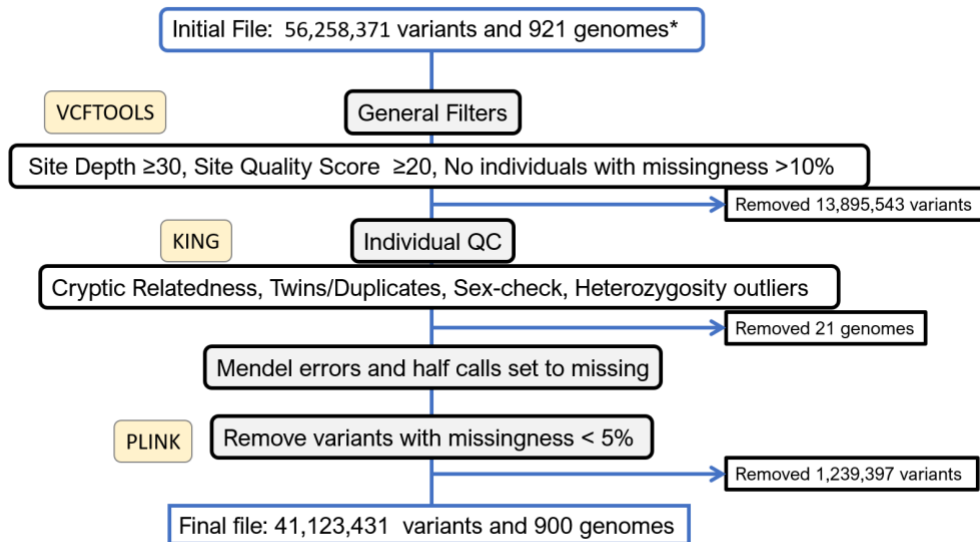 Initial File: 56,258,371 variants and 921 genomes*
VCFTOOLS
General Filters
Site Depth ≥30, Site Quality Score ≥20, No individuals with missingness >10%
Removed 13,895,543 variants
KING
Individual QC
Cryptic Relatedness, Twins/Duplicates, Sex-check, Heterozygosity outliers
Removed 21 genomes
Mendel errors and half calls set to missing
PLINK
Remove variants with missingness < 5%
Removed 1,239,397 variants
Final file: 41,123,431 variants and 900 genomes